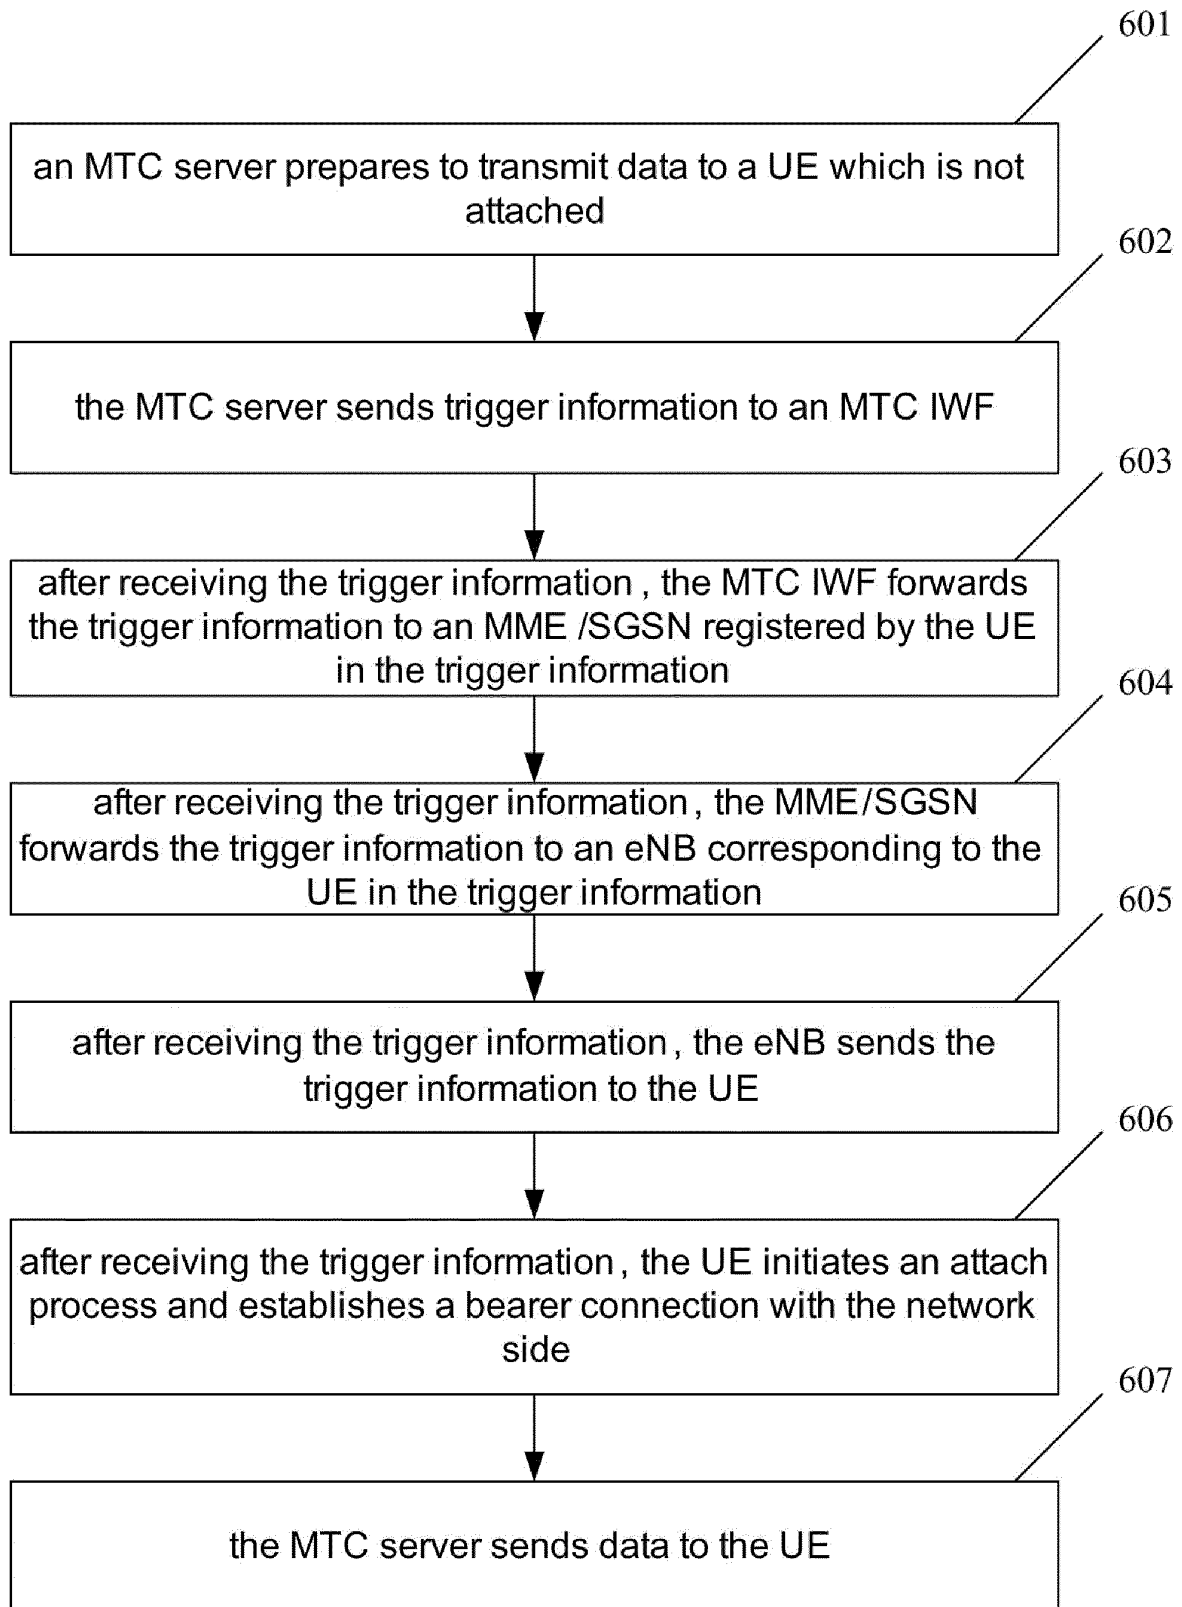 601
an MTC server prepares to transmit data to a UE which is not
attached
602
the MTC server sends trigger information to an MTC IWF
603
after receiving the trigger information, the MTC IWF forwards
the trigger information to an MME /SGSN registered by the UE
in the trigger information
604
after receiving the trigger information, the MME/SGSN
forwards the trigger information to an eNB corresponding to the
UE in the trigger information
605
after receiving the trigger information, the eNB sends the
trigger information to the UE
606
after receiving the trigger information, the UE initiates an attach
process and establishes a bearer connection with the network
side
607
the MTC server sends data to the UE